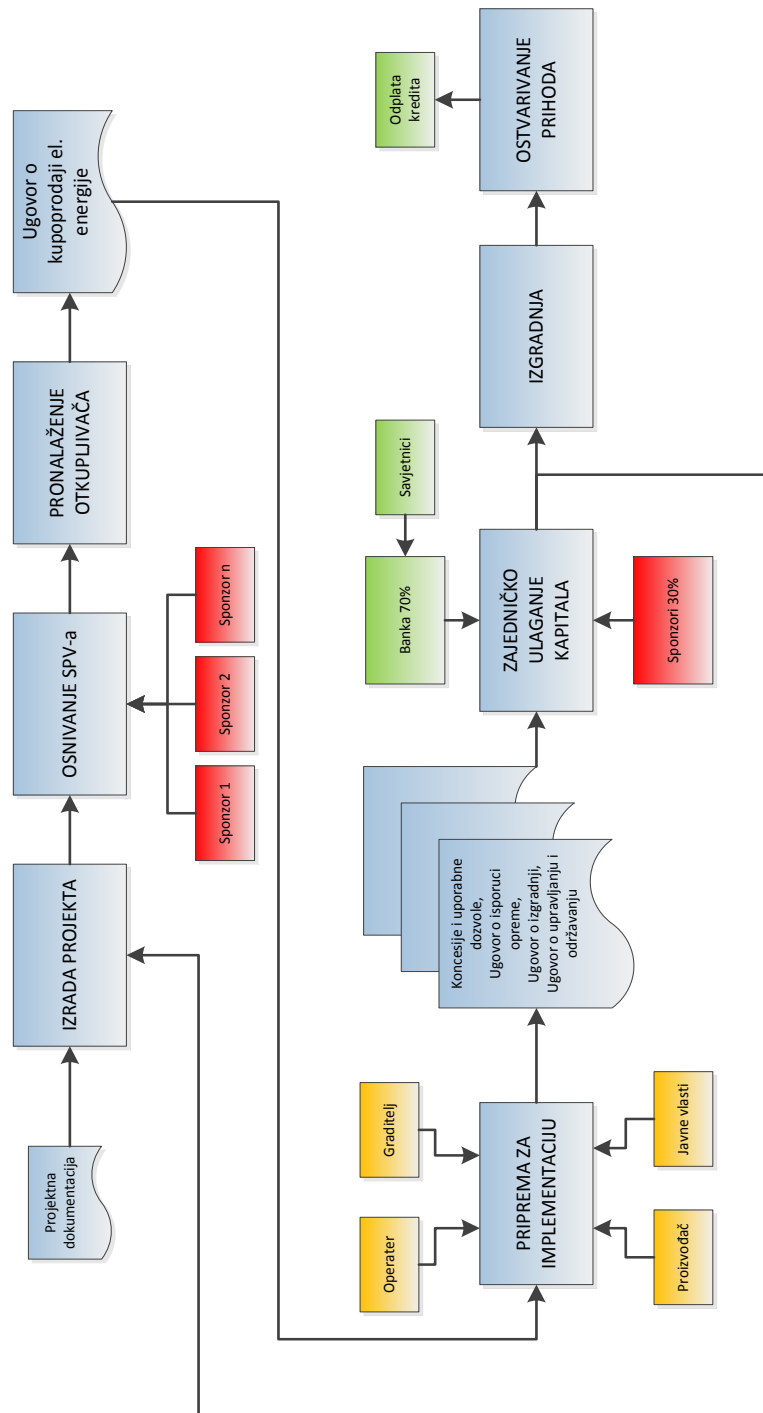 Projektna
dokumentacija
IZRADA PROJEKTA
OSNIVANJE SPV-a
PRONALAŽENJE
OTKUPLJIVAČA
Ugovor o
kupoprodaji el.
energije
Sponzor 1
Sponzor 2
Sponzor n
Operater
Graditelj
PRIPREMA ZA
IMPLEMENTACIJU
Proizvođač
Javne vlasti
Koncesije i uporabne
dozvole,
Ugovor o isporuci
opreme,
Ugovor o izgradnji,
Ugovor o upravljanju i
održavanju
Savjetnici
Banka 70%
ZAJEDNIČKO
ULAGANJE
KAPITALA
Sponzori 30%
IZGRADNJA
Odplata
kredita
OSTVARIVANJE
PRIHODA